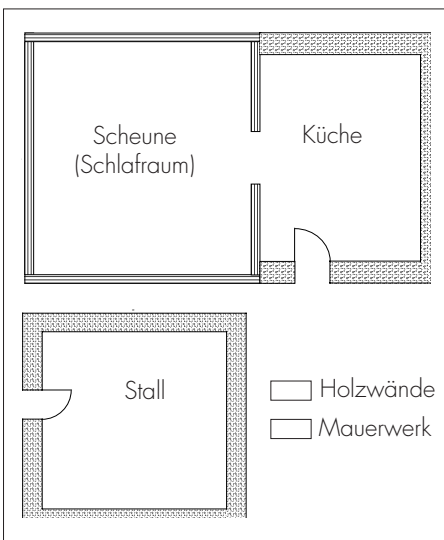 Scheune
(Schlafraum)
Küche
Stall
Holzwände
Mauerwerk